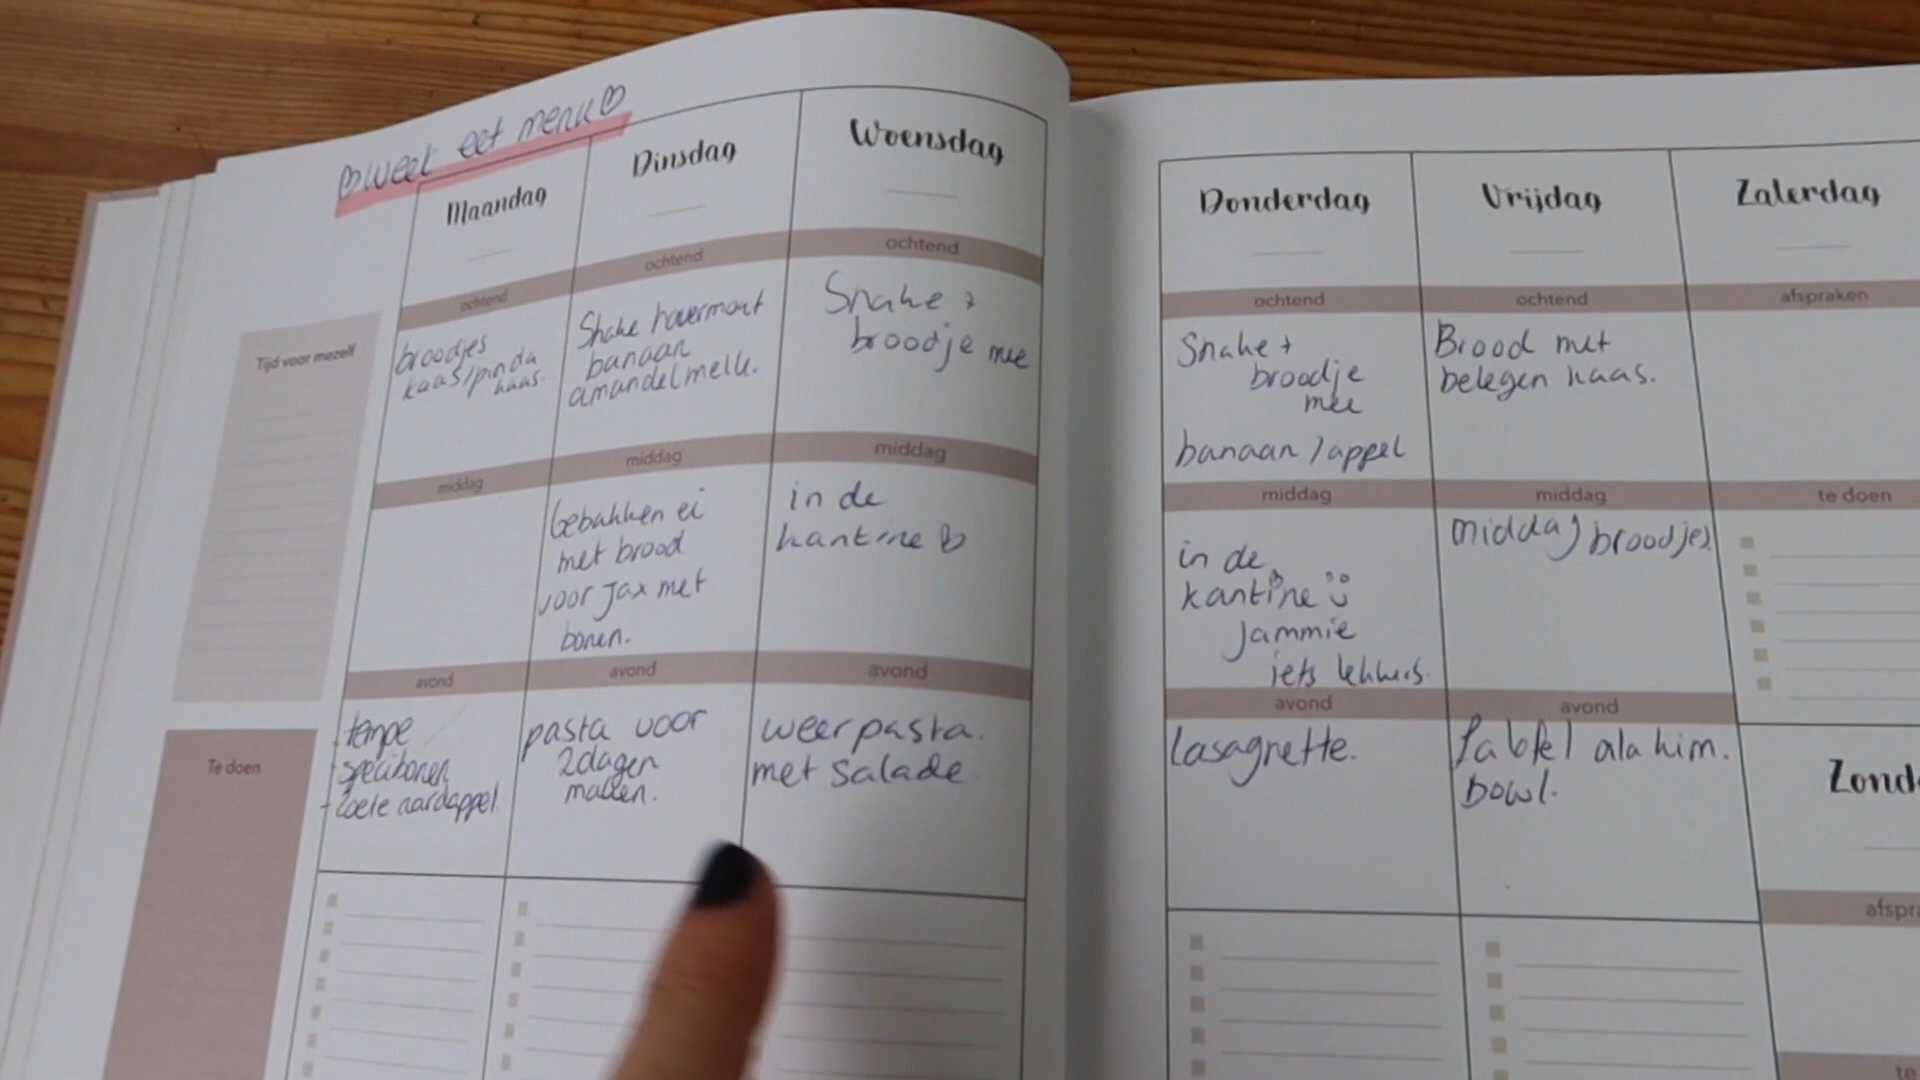 ♡ week eet menu ♡
Maandag
Dinsdag
Woensdag
Donderdag
Vrijdag
Zaterdag
Tijd voor mezelf
ochtend
broodjes
kaas/pinda
kaas.
middag
avond
- tempe
- specibonen
- zoete aardappel.
ochtend
Shake havermout
banaan
amandelmelk.
middag
Gebakken ei
met brood
voor Jax met
bonen.
avond
pasta voor
2dagen
maken.
ochtend
Shake +
broodje mee
middag
in de
kantine ♡
avond
weer pasta.
met salade.
ochtend
Shake +
broodje
mee
banaan / appel
middag
in de
kantine
Jammie
iets lekkers.
avond
lasagnette.
ochtend
Brood met
belegen kaas.
middag
middag broodjes
avond
ala kim.
bowl.
afspraken
te doen
Te doen
Zond
afspra
te